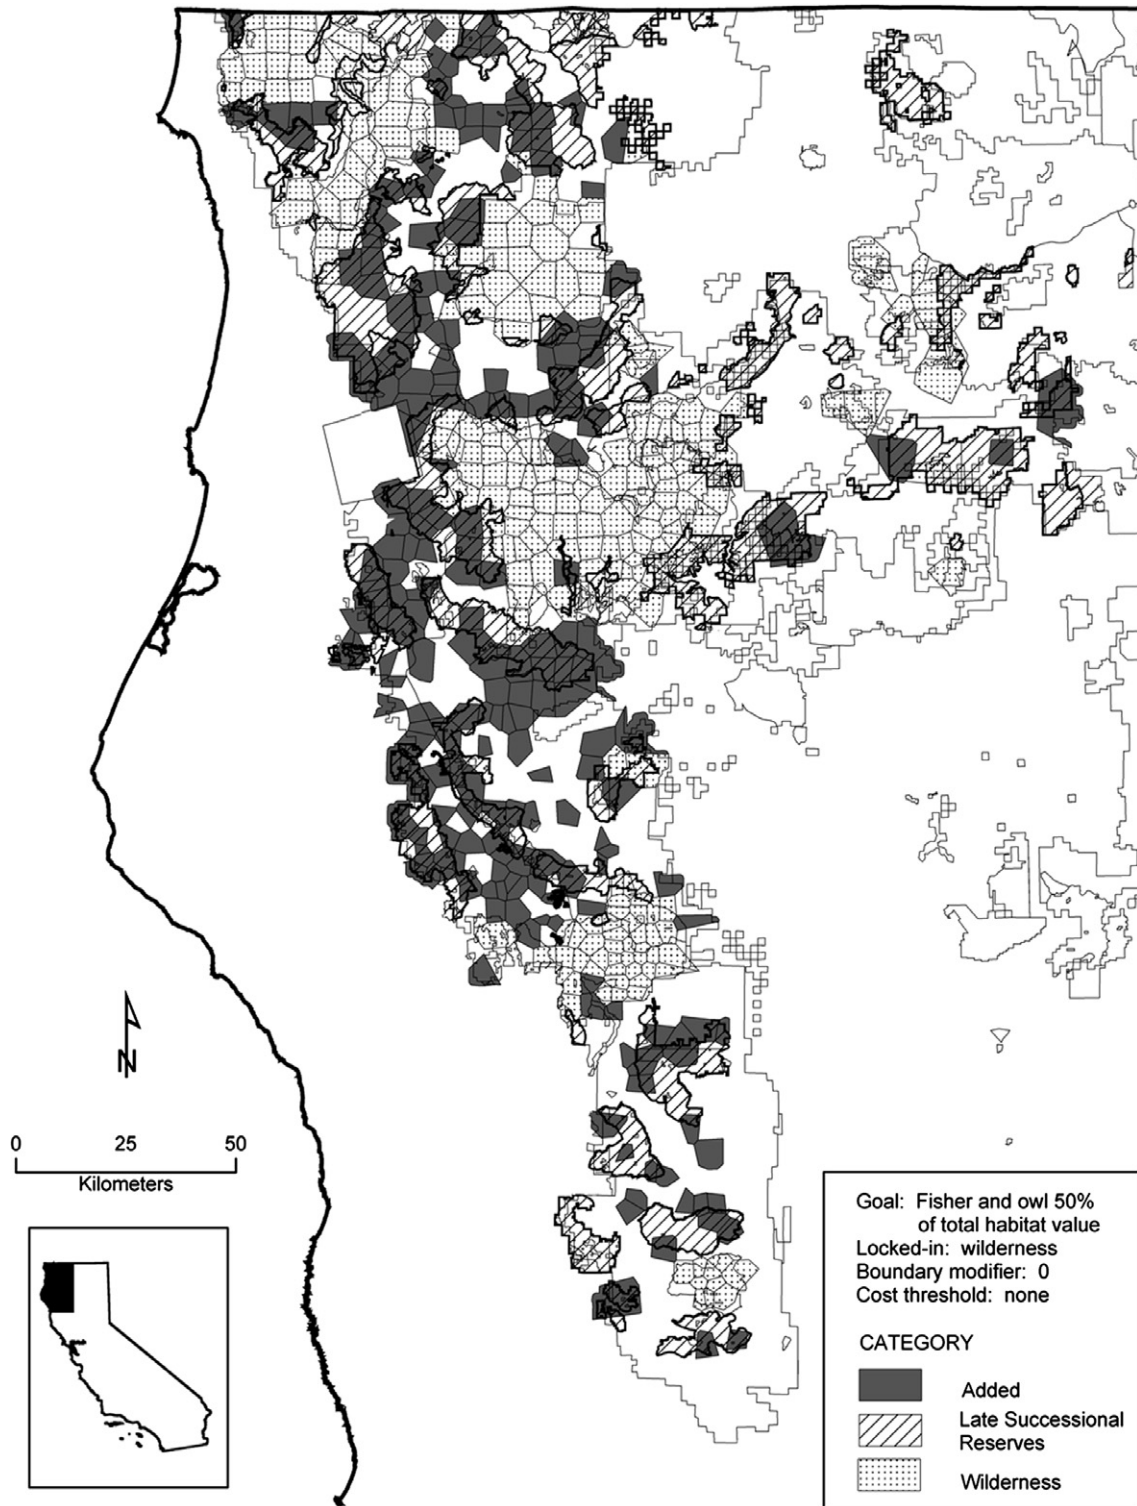 N
0 25 50
Kilometers
Goal: Fisher and owl 50%
of total habitat value
Locked-in: wilderness
Boundary modifier: 0
Cost threshold: none
CATEGORY
Added
Late Successional
Reserves
Wilderness